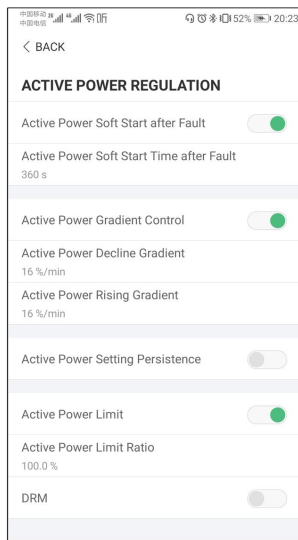 中国移动 26 46 听 52% 20:23
中国电信
< BACK
ACTIVE POWER REGULATION
Active Power Soft Start after Fault
Active Power Soft Start Time after Fault
360 s
Active Power Gradient Control
Active Power Decline Gradient
16 %/min
Active Power Rising Gradient
16 %/min
Active Power Setting Persistence
Active Power Limit
Active Power Limit Ratio
100.0 %
DRM